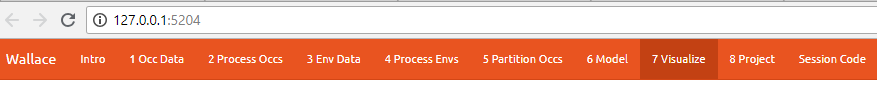 127.0.0.1:5204
Wallace Intro 1 Occ Data 2 Process Occs 3 Env Data 4 Process Envs 5 Partition Occs 6 Model 7 Visualize 8 Project Session Code